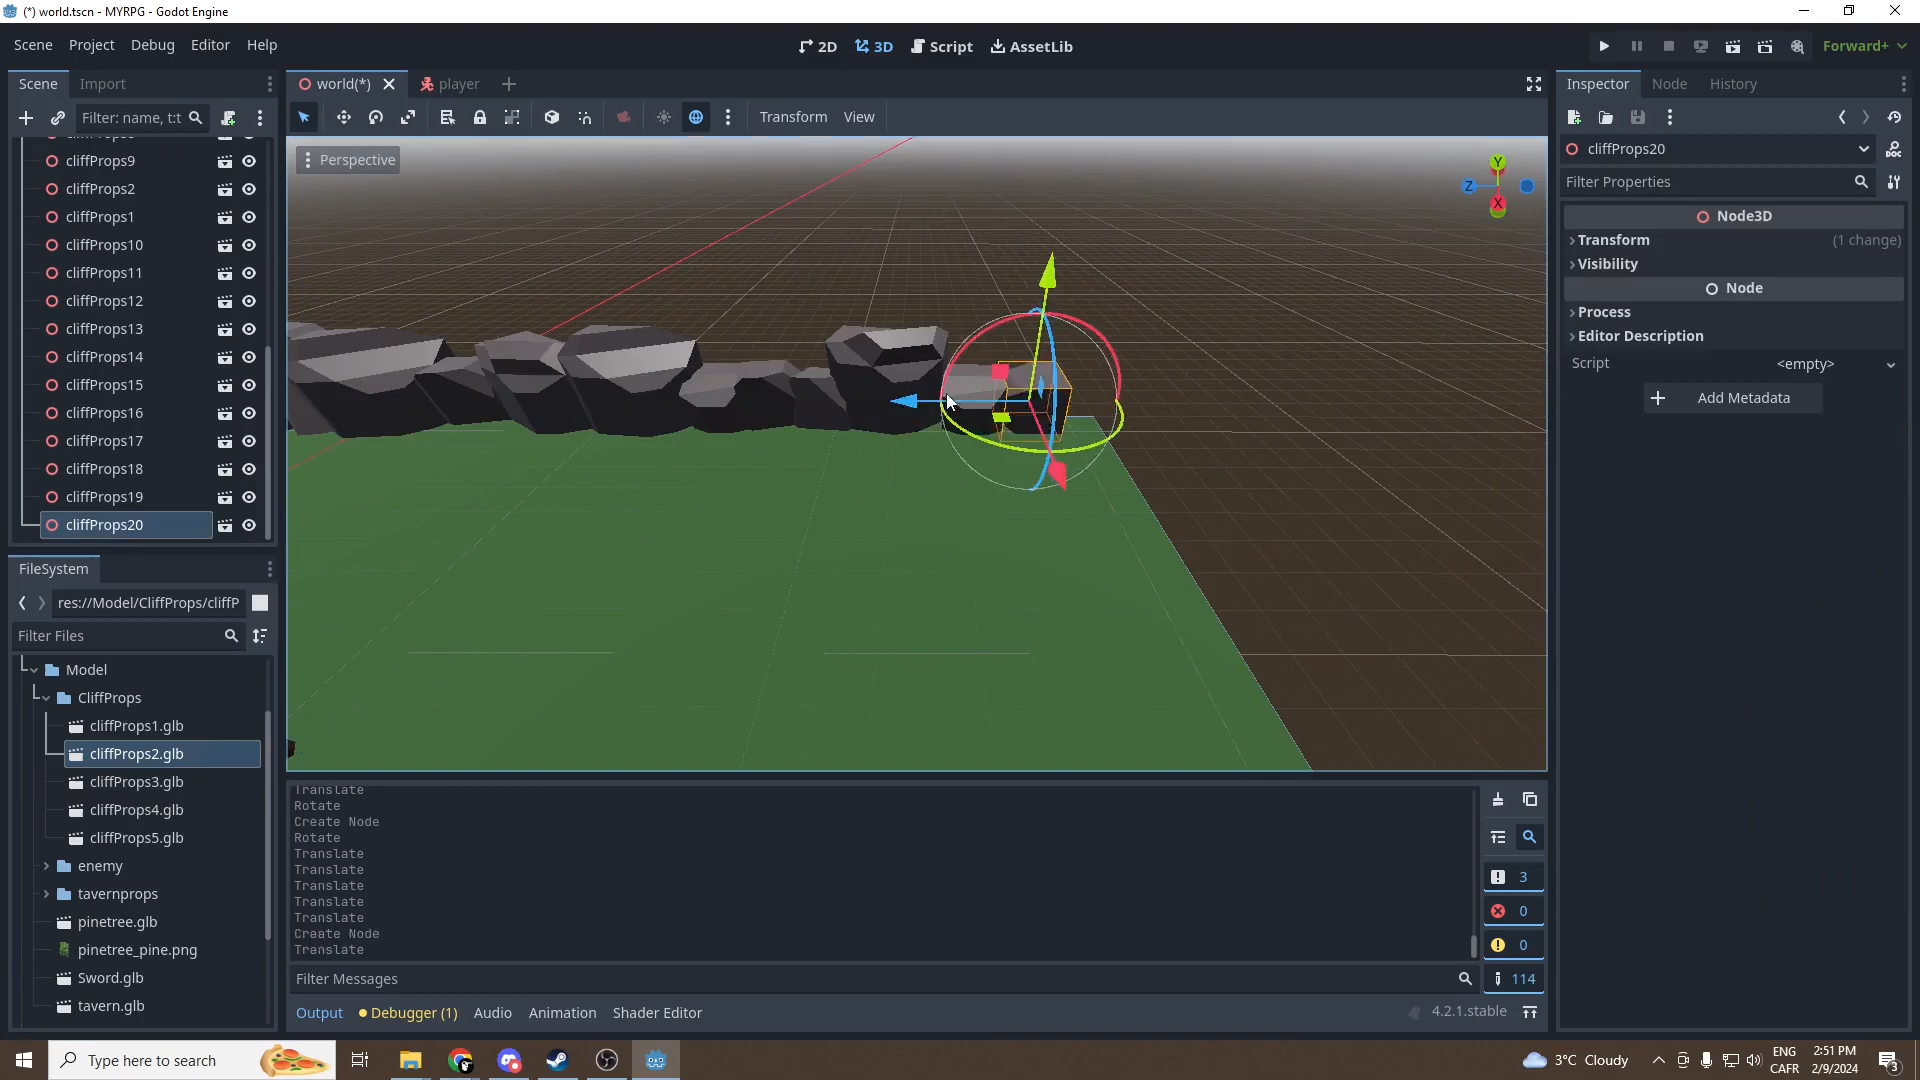 (*) world.tscn - MYRPG - Godot Engine
Scene Project Debug Editor Help
2D 3D Script AssetLib
Forward+
Scene Import
world(*) player
Inspector Node History
Filter: name, t:t
Transform View
cliffProps20
Filter Properties
Perspective
Y
Z
X
cliffProps9
cliffProps2
cliffProps1
cliffProps10
cliffProps11
cliffProps12
cliffProps13
cliffProps14
cliffProps15
cliffProps16
cliffProps17
cliffProps18
cliffProps19
cliffProps20
Node3D
Transform (1 change)
Visibility
Node
Process
Editor Description
Script <empty>
Add Metadata
FileSystem
res://Model/CliffProps/cliffP
Filter Files
Model
CliffProps
cliffProps1.glb
cliffProps2.glb
cliffProps3.glb
cliffProps4.glb
cliffProps5.glb
enemy
tavernprops
pinetree.glb
pinetree_pine.png
Sword.glb
tavern.glb
Translate
Rotate
Create Node
Rotate
Translate
Translate
Translate
Translate
Translate
Create Node
Translate
3
0
0
114
Filter Messages
Output Debugger (1) Audio Animation Shader Editor
4.2.1.stable
Type here to search
3°C Cloudy
ENG
CAFR
2:51 PM
2/9/2024
3